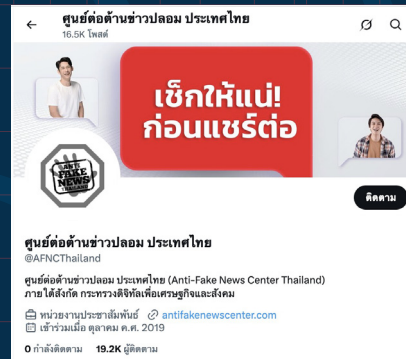 ศูนย์ต่อต้านข่าวปลอม ประเทศไทย
16.5K โพสต์
เช็กให้แน่!
ก่อนแชร์ต่อ
ANTI
FAKE
NEWS
THAILAND
ติดตาม
ศูนย์ต่อต้านข่าวปลอม ประเทศไทย
@AFNCThailand
ศูนย์ต่อต้านข่าวปลอม ประเทศไทย (Anti-Fake News Center Thailand)
ภายใต้สังกัด กระทรวงดิจิทัลเพื่อเศรษฐกิจและสังคม
หน่วยงานประชาสัมพันธ์ antifakenewscenter.com
เข้าร่วมเมื่อ ตุลาคม ค.ศ. 2019
0 กำลังติดตาม 19.2K ผู้ติดตาม